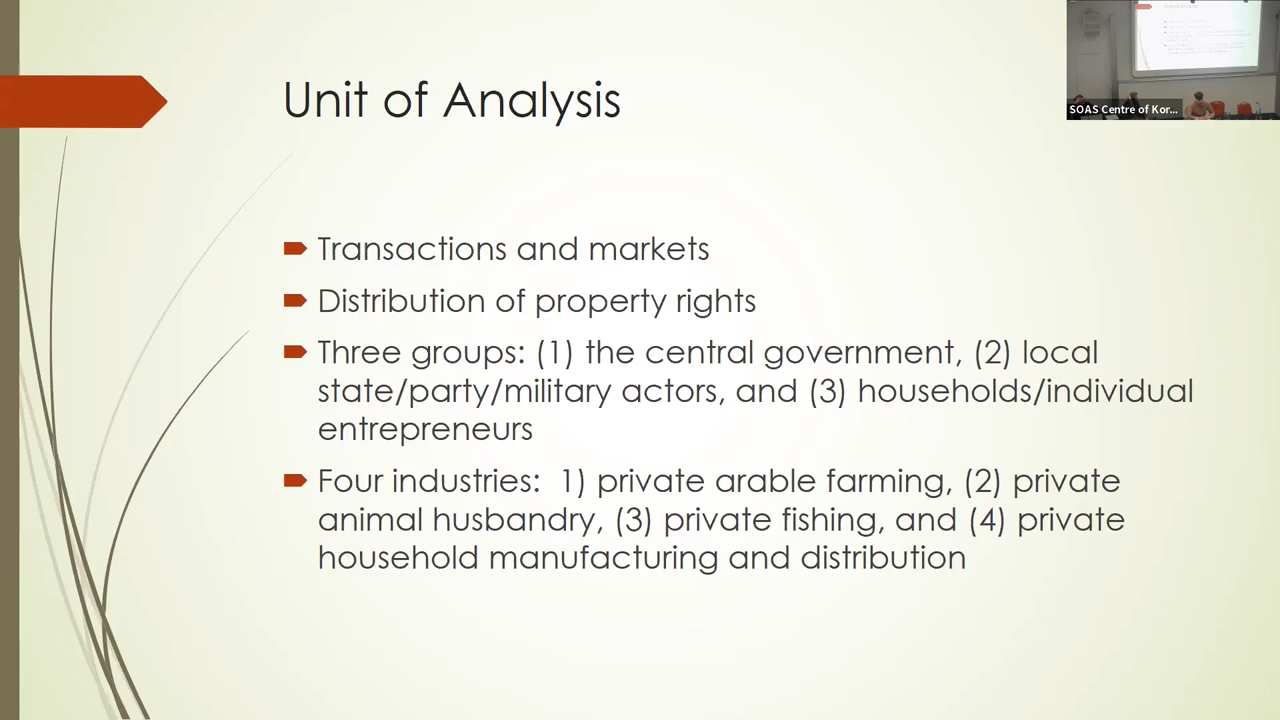 Unit of Analysis
SOAS Centre of Kor...
Transactions and markets
Distribution of property rights
Three groups: (1) the central government, (2) local
state/party/military actors, and (3) households/individual
entrepreneurs
Four industries:  1) private arable farming, (2) private
animal husbandry, (3) private fishing, and (4) private
household manufacturing and distribution